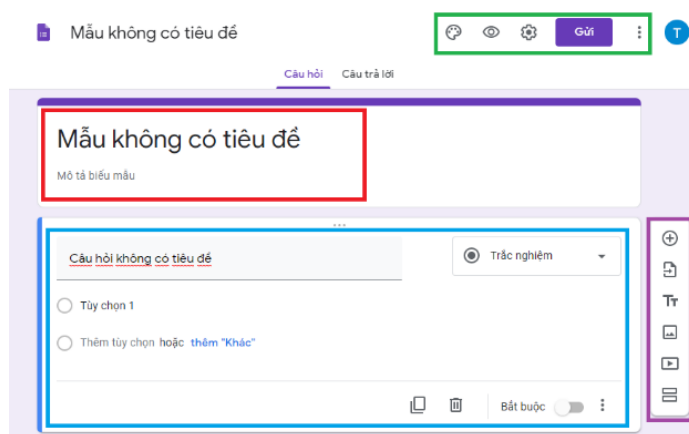 Mẫu không có tiêu đề
Gửi
T
Câu hỏi Câu trả lời
Mẫu không có tiêu đề
Mô tả biểu mẫu
Câu hỏi không có tiêu đề
Trắc nghiệm
Tùy chọn 1
Thêm tùy chọn hoặc thêm "Khác"
Bắt buộc
Tт